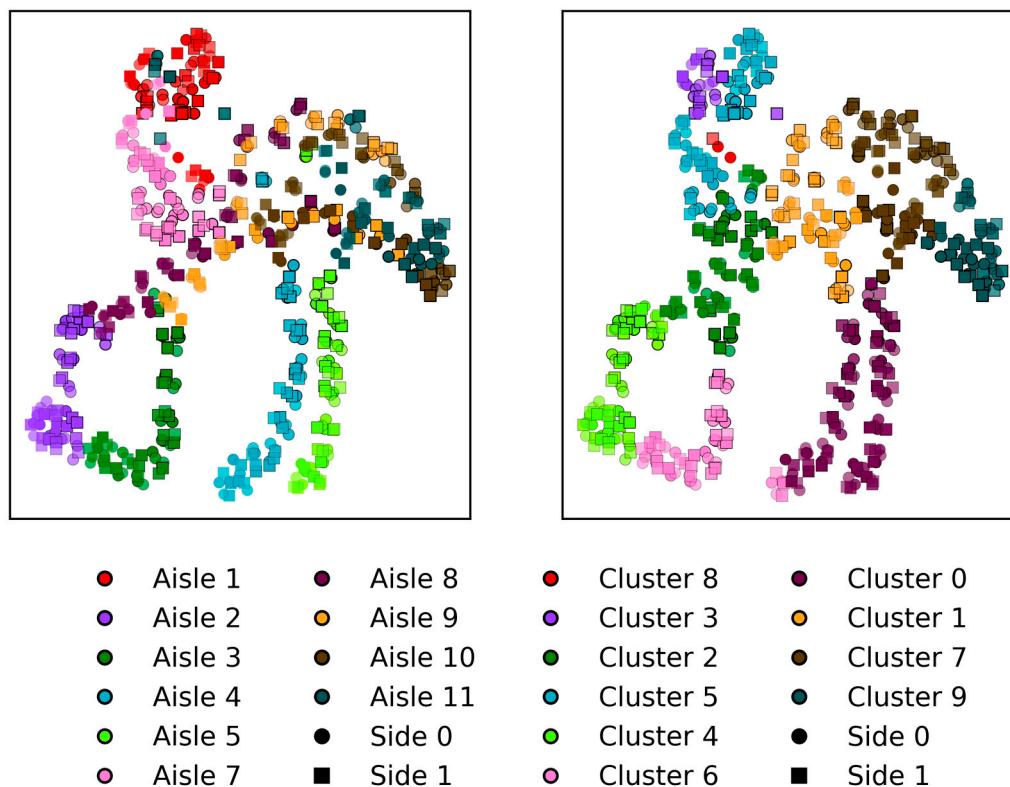 Aisle 1 Aisle 8 Cluster 8 Cluster 0
Aisle 2 Aisle 9 Cluster 3 Cluster 1
Aisle 3 Aisle 10 Cluster 2 Cluster 7
Aisle 4 Aisle 11 Cluster 5 Cluster 9
Aisle 5 Side 0 Cluster 4 Side 0
Aisle 7 Side 1 Cluster 6 Side 1